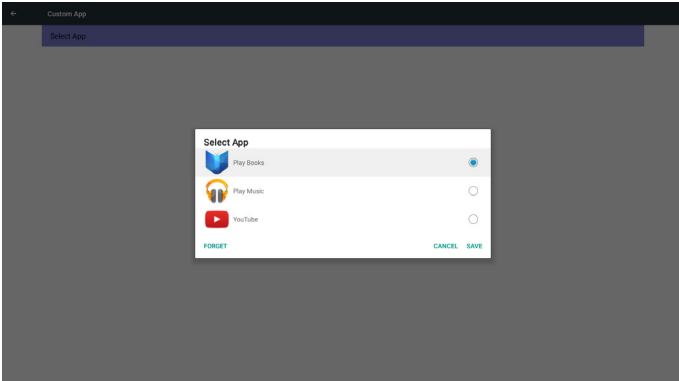 Custom App
Select App
Select App
Play Books
Play Music
YouTube
FORGET CANCEL SAVE